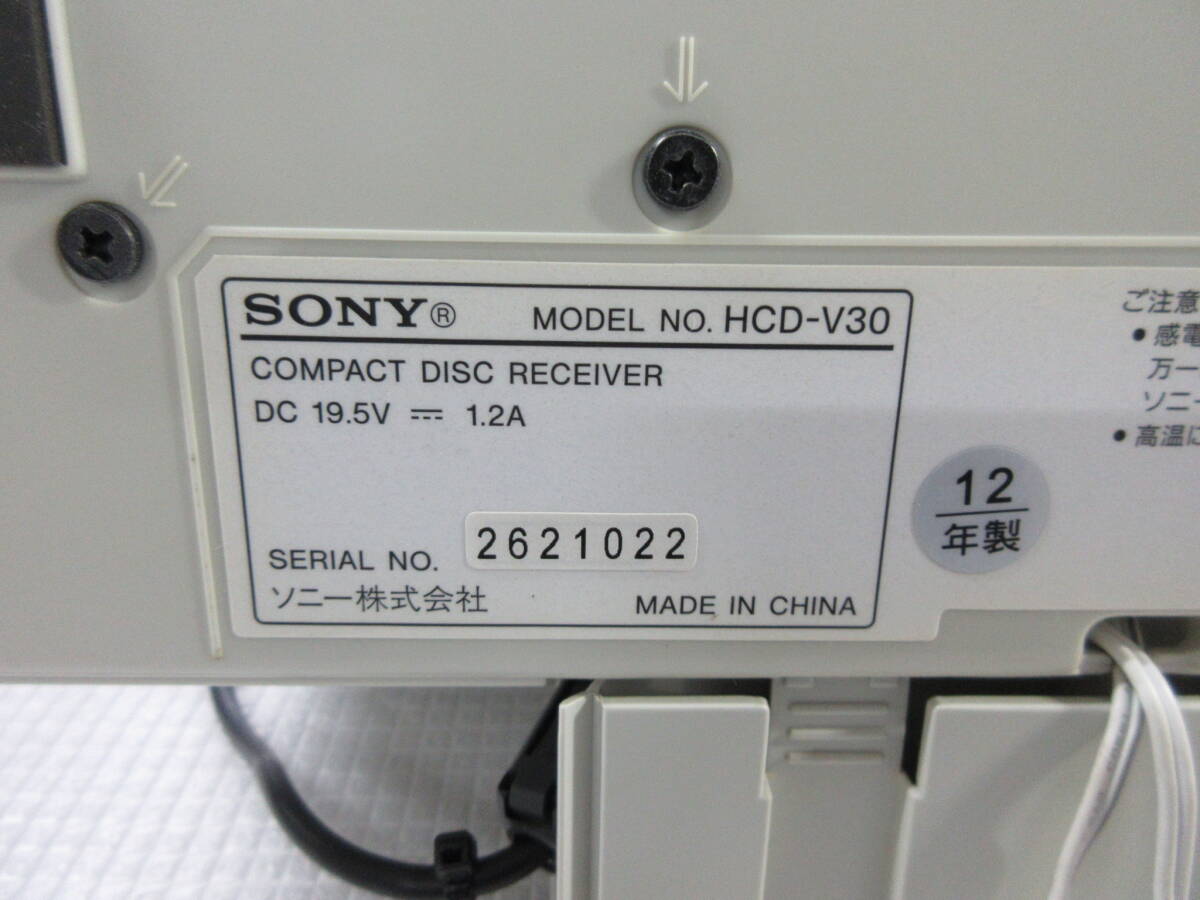 SONY® MODEL NO. HCD-V30
COMPACT DISC RECEIVER
DC 19.5V ⎓ 1.2A
SERIAL NO. 2621022
ソニー株式会社 MADE IN CHINA
ご注意
• 感電
万一
ソニー
• 高温に
12
年製